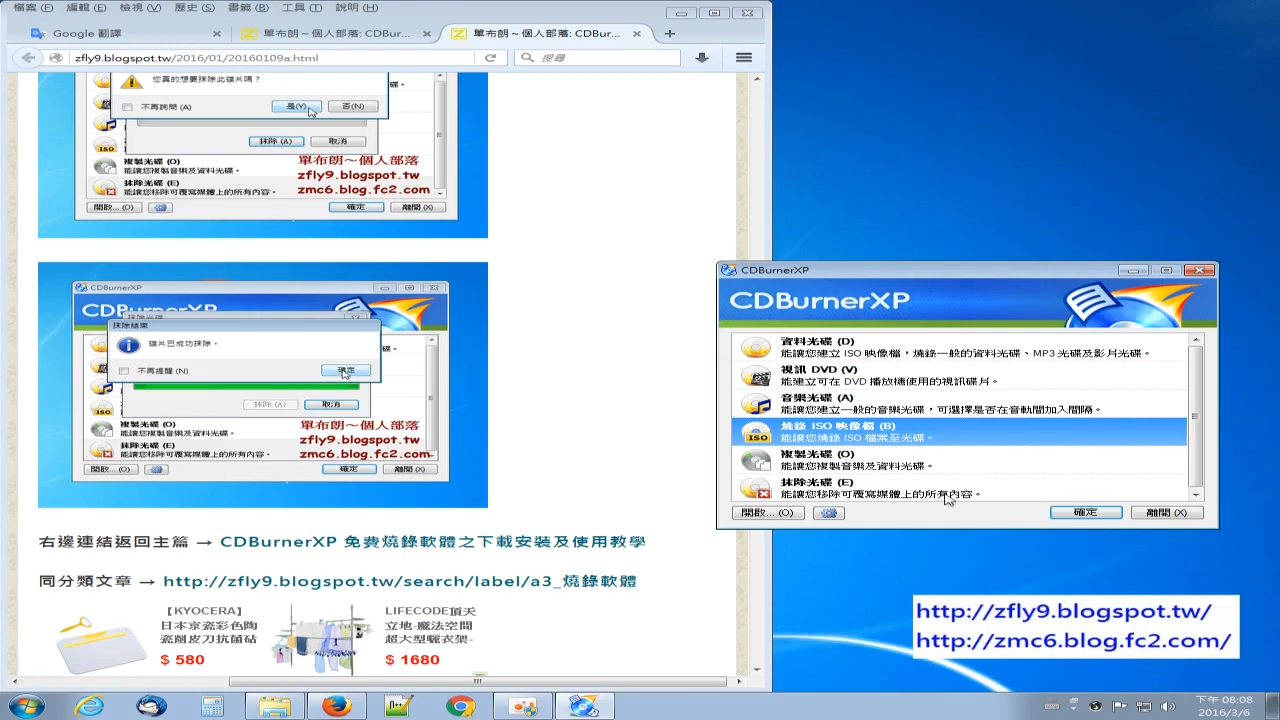 檔案 (F) 編輯 (E) 檢視 (V) 歷史 (S) 書籤 (B) 工具 (T) 說明 (H)
Google 翻譯
單布朗～個人部落: CDBur...
單布朗～個人部落: CDBur...
zfly9.blogspot.tw/2016/01/20160109a.html
搜尋
您真的想要抹除此碟片嗎？
不再詢問 (A)
是(Y)
否(N)
碟。
抹除 (A)
取消
ISO
複製光碟 (O)
能讓您複製音樂及資料光碟。
抹除光碟 (E)
能讓您移除可覆寫媒體上的所有內容。
單布朗～個人部落
zfly9.blogspot.tw
zmc6.blog.fc2.com
開啟... (O)
確定
離開 (X)
CDBurnerXP
抹除光碟
抹除結果
碟片已成功抹除。
不再提醒 (N)
確定
碟。
抹除 (A)
取消
ISO
複製光碟 (O)
能讓您複製音樂及資料光碟。
抹除光碟 (E)
能讓您移除可覆寫媒體上的所有內容。
單布朗～個人部落
zfly9.blogspot.tw
zmc6.blog.fc2.com
開啟... (O)
確定
離開 (X)
右邊連結返回主篇 → CDBurnerXP 免費燒錄軟體之下載安裝及使用教學
同分類文章 → http://zfly9.blogspot.tw/search/label/a3_燒錄軟體
【KYOCERA】
日本京瓷彩色陶
瓷削皮刀抗菌砧
$ 580
LIFECODE頂天
立地-魔法空間
超大型曬衣架-
$ 1680
CDBurnerXP
CDBurnerXP
資料光碟 (D)
能讓您建立 ISO 映像檔，燒錄一般的資料光碟、MP3 光碟及影片光碟。
視訊 DVD (V)
能建立可在 DVD 播放機使用的視訊碟片。
音樂光碟 (A)
能讓您建立一般的音樂光碟，可選擇是否在音軌間加入間隔。
ISO
燒錄 ISO 映像檔 (B)
能讓您燒錄 ISO 檔案至光碟。
複製光碟 (O)
能讓您複製音樂及資料光碟。
抹除光碟 (E)
能讓您移除可覆寫媒體上的所有內容。
開啟... (O)
確定
離開 (X)
http://zfly9.blogspot.tw/
http://zmc6.blog.fc2.com/
下午 08:08
2016/3/6